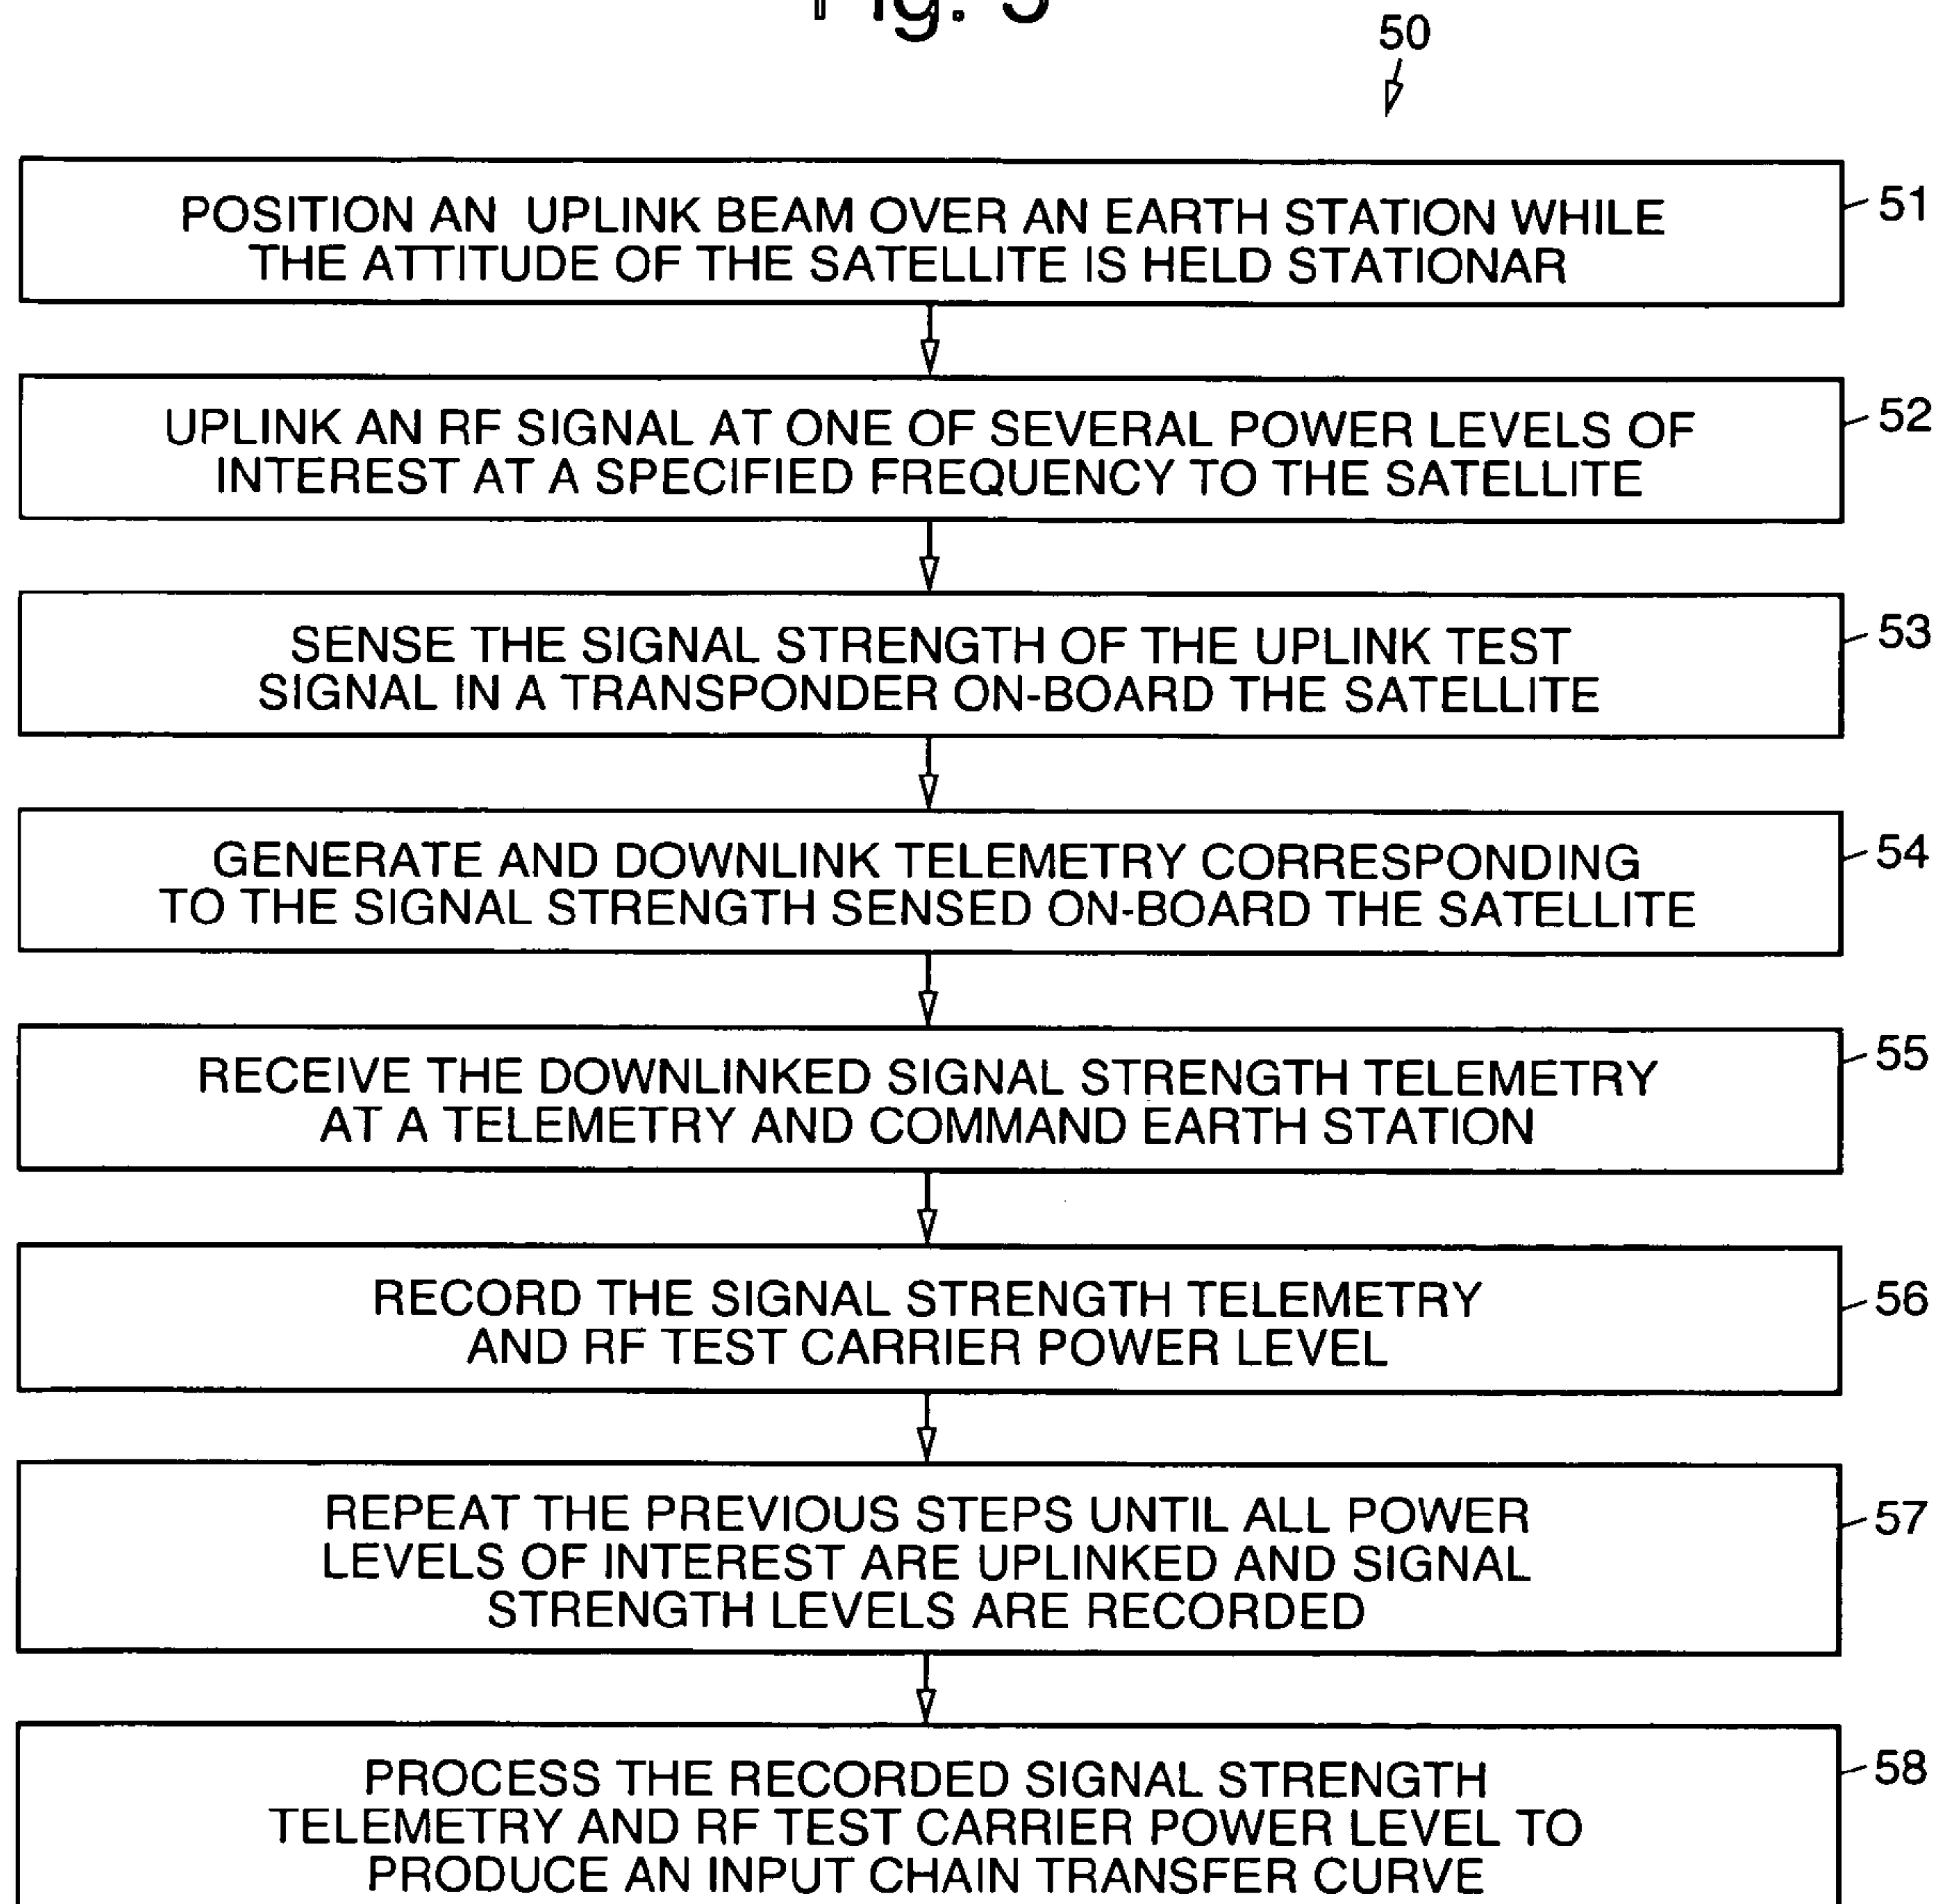 Fig. 5
50
POSITION AN UPLINK BEAM OVER AN EARTH STATION WHILE
THE ATTITUDE OF THE SATELLITE IS HELD STATIONAR
51
UPLINK AN RF SIGNAL AT ONE OF SEVERAL POWER LEVELS OF
INTEREST AT A SPECIFIED FREQUENCY TO THE SATELLITE
52
SENSE THE SIGNAL STRENGTH OF THE UPLINK TEST
SIGNAL IN A TRANSPONDER ON-BOARD THE SATELLITE
53
GENERATE AND DOWNLINK TELEMETRY CORRESPONDING
TO THE SIGNAL STRENGTH SENSED ON-BOARD THE SATELLITE
54
RECEIVE THE DOWNLINKED SIGNAL STRENGTH TELEMETRY
AT A TELEMETRY AND COMMAND EARTH STATION
55
RECORD THE SIGNAL STRENGTH TELEMETRY
AND RF TEST CARRIER POWER LEVEL
56
REPEAT THE PREVIOUS STEPS UNTIL ALL POWER
LEVELS OF INTEREST ARE UPLINKED AND SIGNAL
STRENGTH LEVELS ARE RECORDED
57
PROCESS THE RECORDED SIGNAL STRENGTH
TELEMETRY AND RF TEST CARRIER POWER LEVEL TO
PRODUCE AN INPUT CHAIN TRANSFER CURVE
58